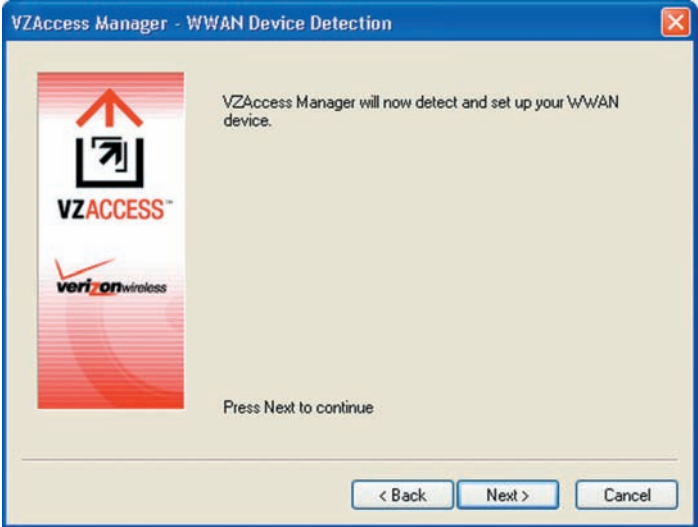 VZAccess Manager - WWAN Device Detection
VZAccess Manager will now detect and set up your WWAN
device.
VZACCESS™
verizonwireless
Press Next to continue
< Back
Next >
Cancel